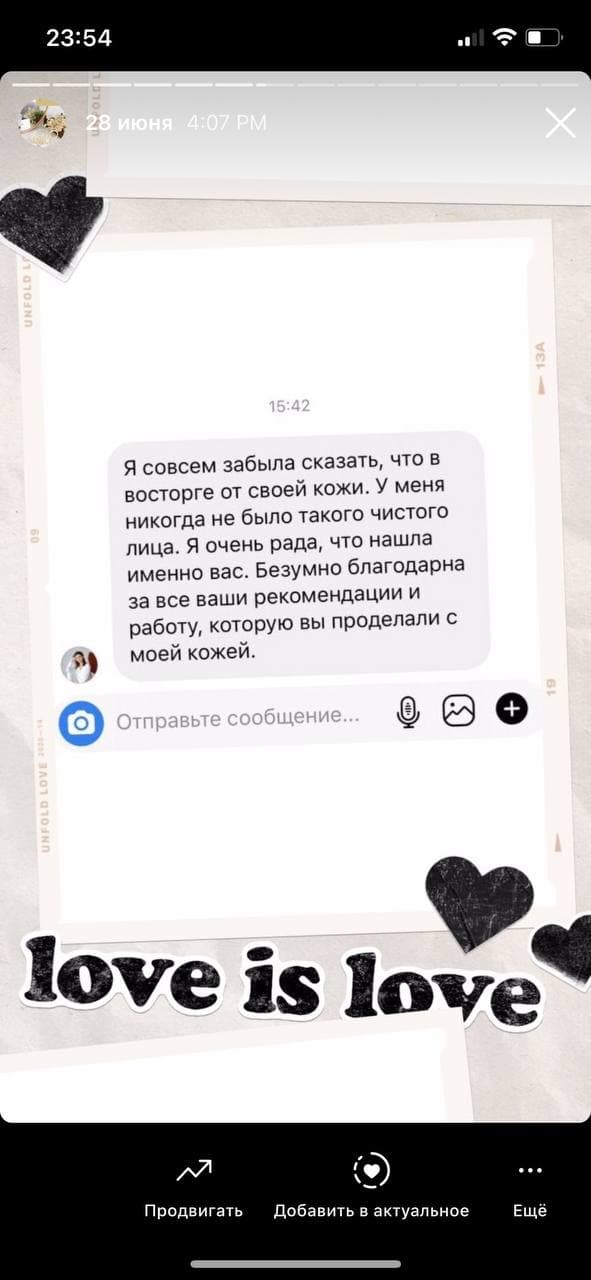 23:54
28 июня 4:07 PM
UNFOLD LOVE
13A
15:42
Я совсем забыла сказать, что в
восторге от своей кожи. У меня
никогда не было такого чистого
лица. Я очень рада, что нашла
именно вас. Безумно благодарна
за все ваши рекомендации и
работу, которую вы проделали с
моей кожей.
Отправьте сообщение...
19
UNFOLD LOVE
love is love
Продвигать
Добавить в актуальное
Ещё